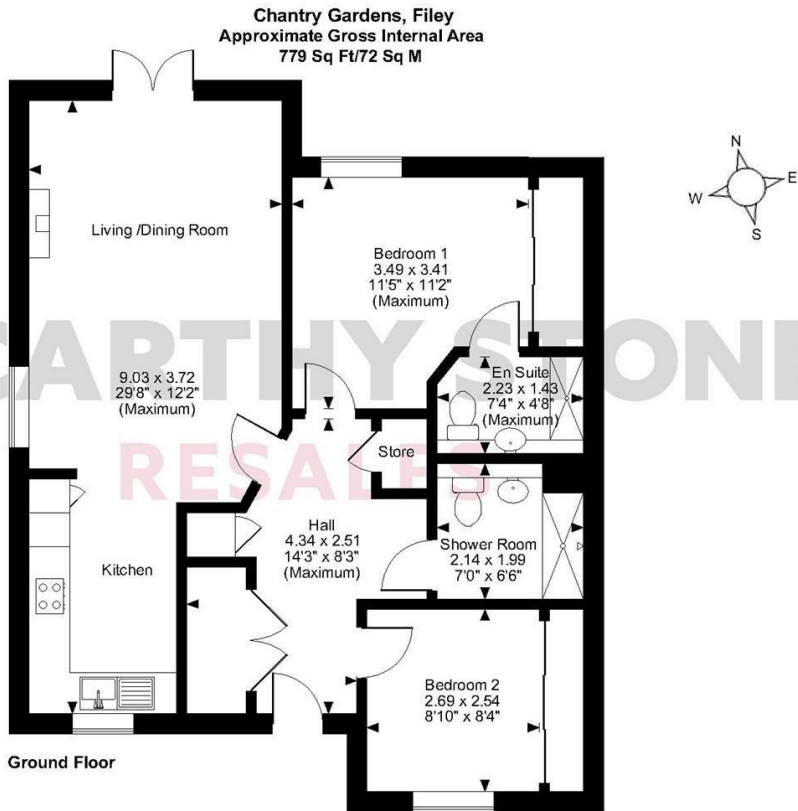 Chantry Gardens, Filey
Approximate Gross Internal Area
779 Sq Ft/72 Sq M
N
W
E
S
Living /Dining Room
Bedroom 1
3.49 x 3.41
11'5" x 11'2"
(Maximum)
CARTHY STONE
RESALES
9.03 x 3.72
29'8" x 12'2"
(Maximum)
En Suite
2.23 x 1.43
7'4" x 4'8"
(Maximum)
Store
Hall
4.34 x 2.51
14'3" x 8'3"
(Maximum)
Shower Room
2.14 x 1.99
7'0" x 6'6"
Kitchen
Bedroom 2
2.69 x 2.54
8'10" x 8'4"
Ground Floor